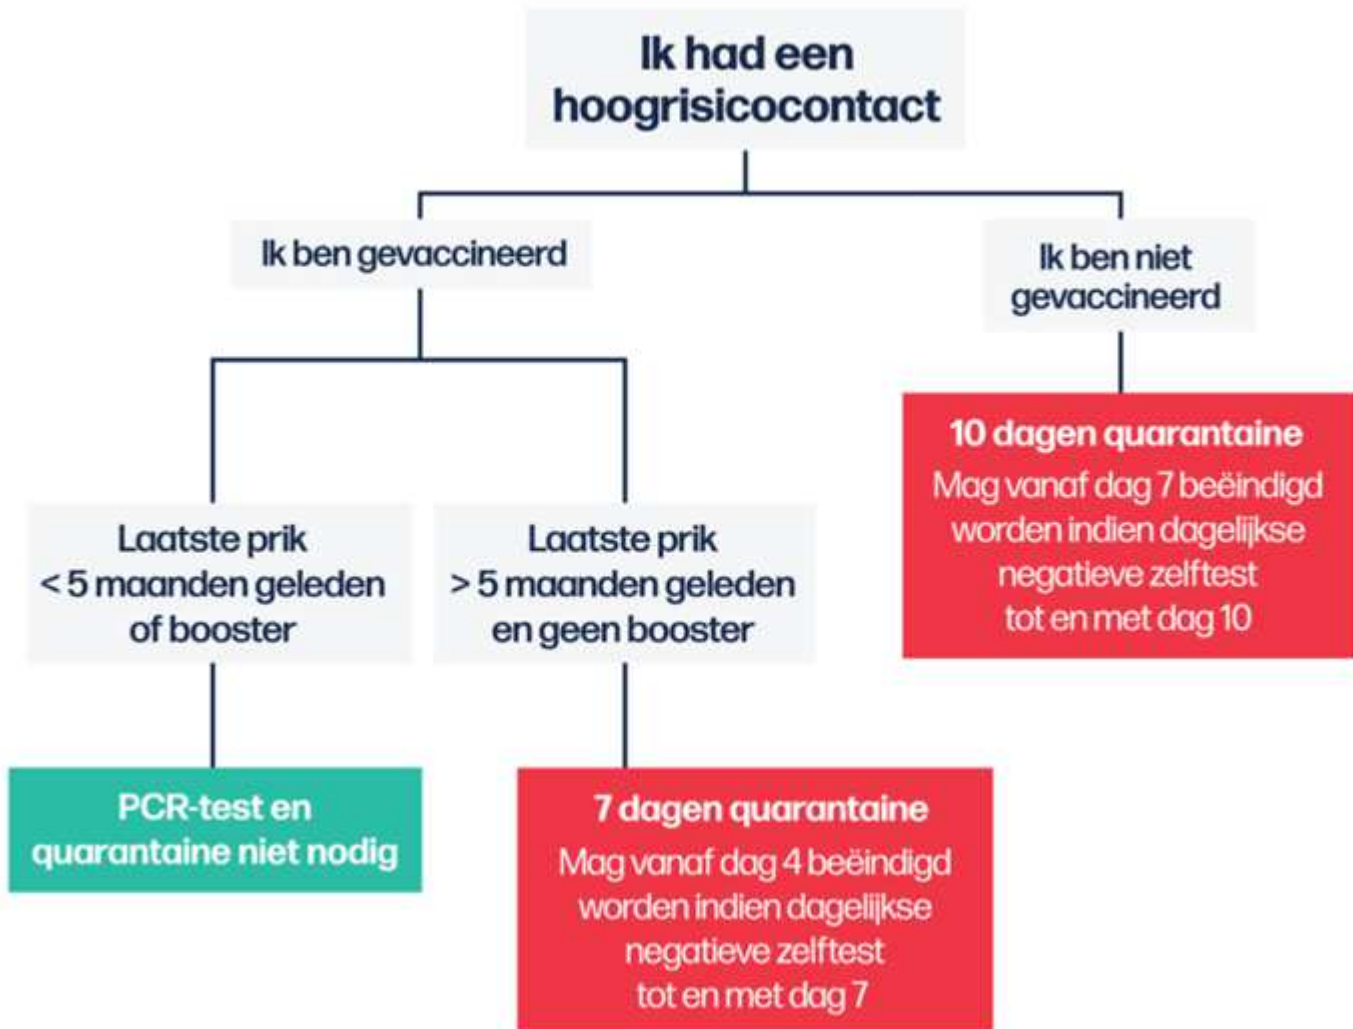 Ik had een
hoogrisicocontact
Ik ben gevaccineerd
Ik ben niet
gevaccineerd
10 dagen quarantaine
Mag vanaf dag 7 beëindigd
worden indien dagelijkse
negatieve zelftest
tot en met dag 10
Laatste prik
< 5 maanden geleden
of booster
Laatste prik
> 5 maanden geleden
en geen booster
PCR-test en
quarantaine niet nodig
7 dagen quarantaine
Mag vanaf dag 4 beëindigd
worden indien dagelijkse
negatieve zelftest
tot en met dag 7